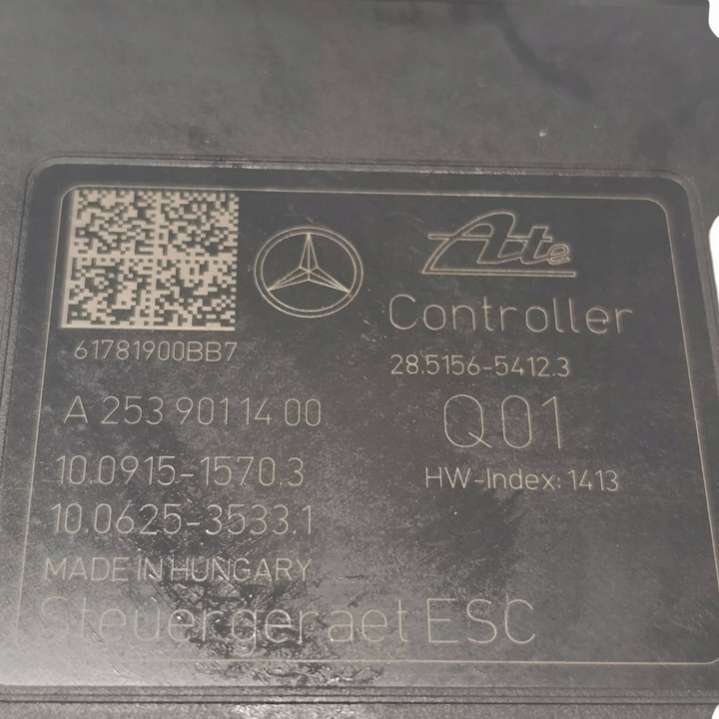 Ate
Controller
61781900BB7
28.5156-5412.3
A 253 901 14 00
Q01
10.0915-1570.3
HW-Index: 1413
10.0625-3533.1
MADE IN HUNGARY
Steuergeraet ESC